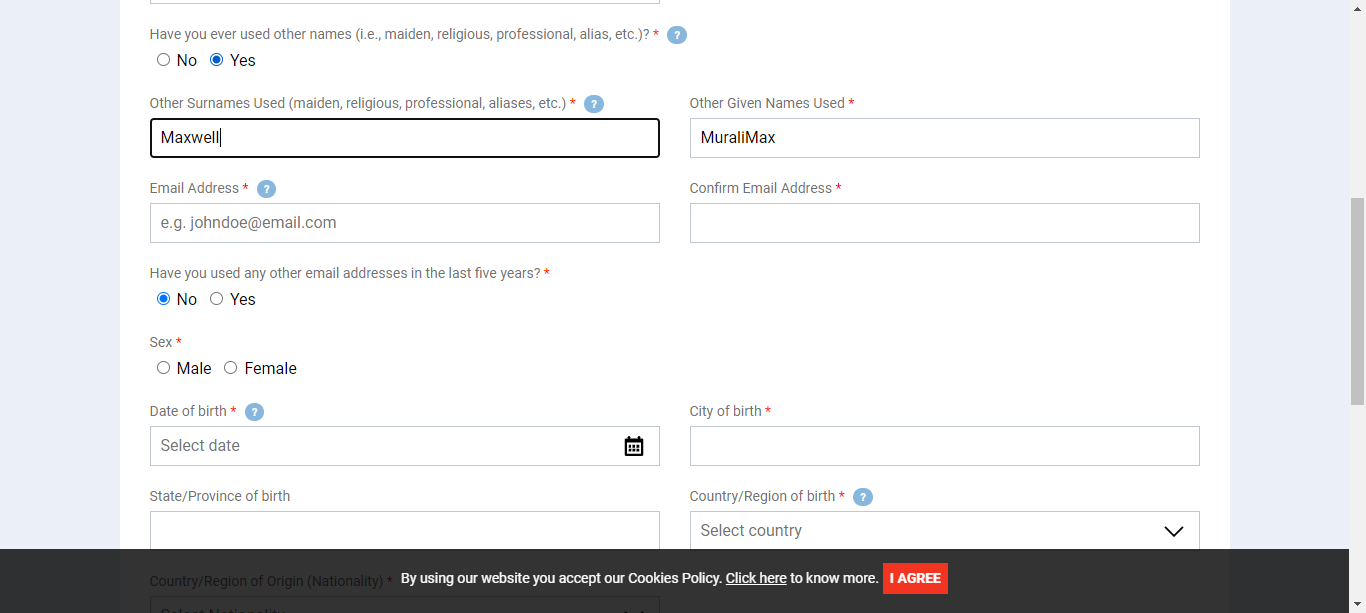 Have you ever used other names (i.e., maiden, religious, professional, alias, etc.)? * ?
No Yes
Other Surnames Used (maiden, religious, professional, aliases, etc.) * ? Other Given Names Used *
Maxwell MuraliMax
Email Address * ? Confirm Email Address *
e.g. johndoe@email.com
Have you used any other email addresses in the last five years? *
No Yes
Sex *
Male Female
Date of birth * ? City of birth *
Select date
State/Province of birth Country/Region of birth * ?
Select country
Country/Region of Origin (Nationality) * By using our website you accept our Cookies Policy. Click here to know more. I AGREE
Select Nationality